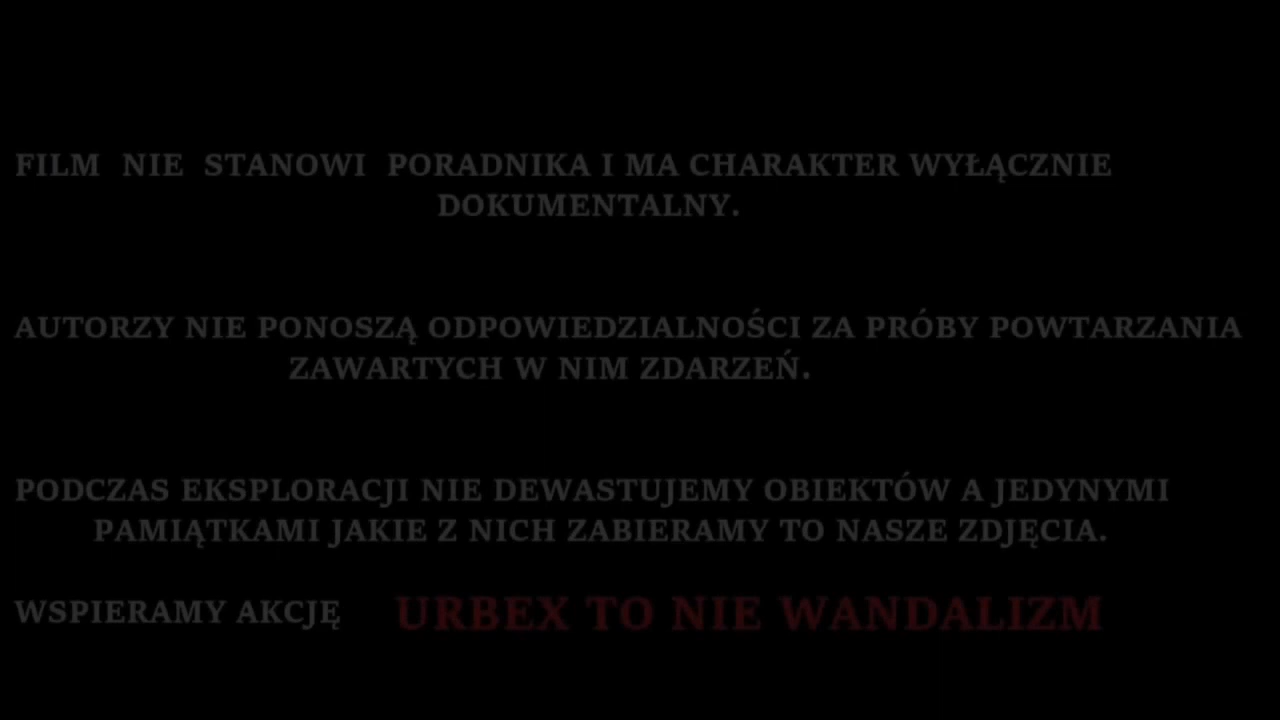 FILM NIE STANOWI PORADNIKA I MA CHARAKTER WYŁĄCZNIE
DOKUMENTALNY.
AUTORZY NIE PONOSZĄ ODPOWIEDZIALNOŚCI ZA PRÓBY POWTARZANIA
ZAWARTYCH W NIM ZDARZEŃ.
PODCZAS EKSPLORACJI NIE DEWASTUJEMY OBIEKTÓW A JEDYNYMI
PAMIĄTKAMI JAKIE Z NICH ZABIERAMY TO NASZE ZDJĘCIA.
WSPIERAMY AKCJĘ URBEX TO NIE WANDALIZM